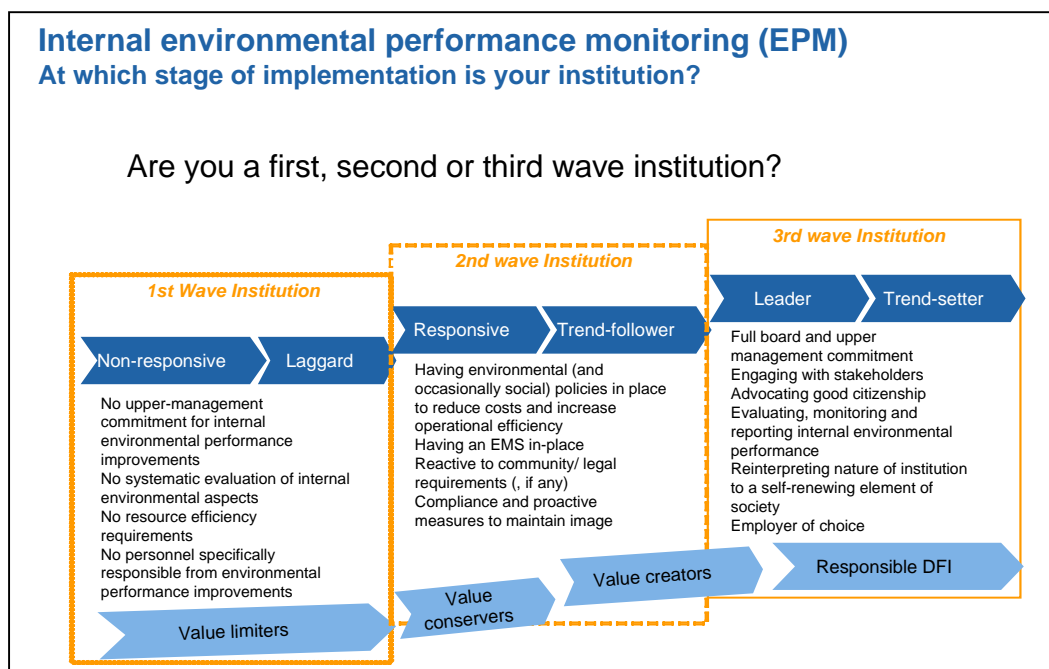 Internal environmental performance monitoring (EPM)
At which stage of implementation is your institution?
Are you a first, second or third wave institution?
1st Wave Institution
Non-responsive
Laggard
No upper-management
commitment for internal
environmental performance
improvements
No systematic evaluation of internal
environmental aspects
No resource efficiency
requirements
No personnel specifically
responsible from environmental
performance improvements
Value limiters
2nd wave Institution
Responsive
Trend-follower
Having environmental (and
occasionally social) policies in place
to reduce costs and increase
operational efficiency
Having an EMS in-place
Reactive to community/ legal
requirements (, if any)
Compliance and proactive
measures to maintain image
Value
conservers
Value creators
3rd wave Institution
Leader
Trend-setter
Full board and upper
management commitment
Engaging with stakeholders
Advocating good citizenship
Evaluating, monitoring and
reporting internal environmental
performance
Reinterpreting nature of institution
to a self-renewing element of
society
Employer of choice
Responsible DFI